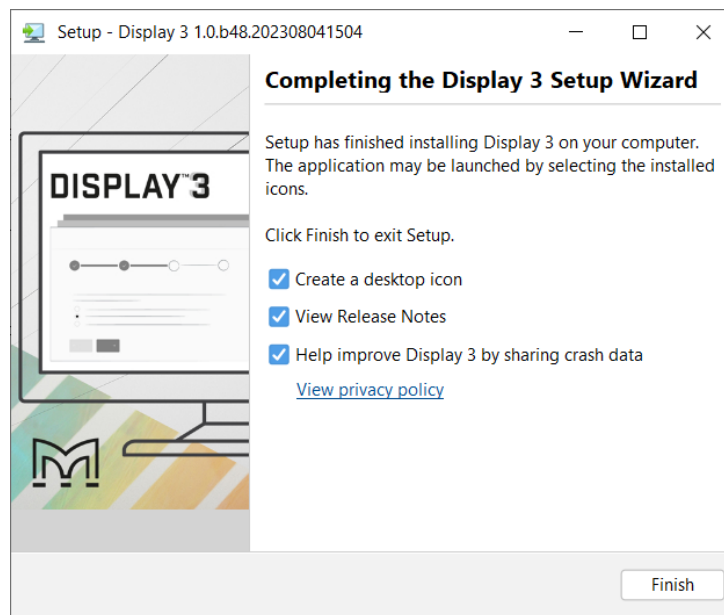 Setup - Display 3 1.0.b48.202308041504
DISPLAY™3
Completing the Display 3 Setup Wizard
Setup has finished installing Display 3 on your computer.
The application may be launched by selecting the installed
icons.
Click Finish to exit Setup.
Create a desktop icon
View Release Notes
Help improve Display 3 by sharing crash data
View privacy policy
Finish